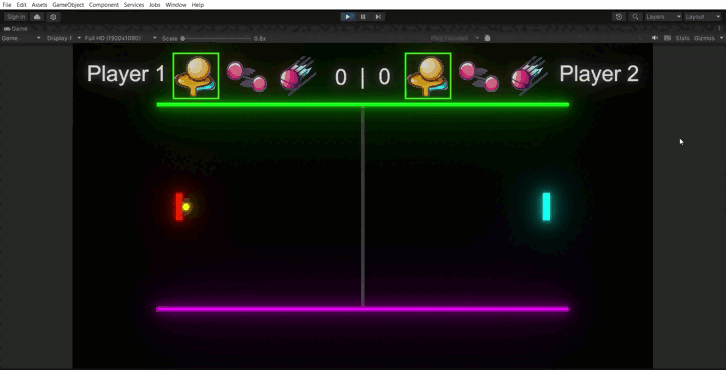 File Edit Assets GameObject Component Services Jobs Window Help
Sign in Layers Layout
Game
Game Display 1 Full HD (1920x1080) Scale 0.8x Play Focused Stats Gizmos
Player 1 0 | 0 Player 2